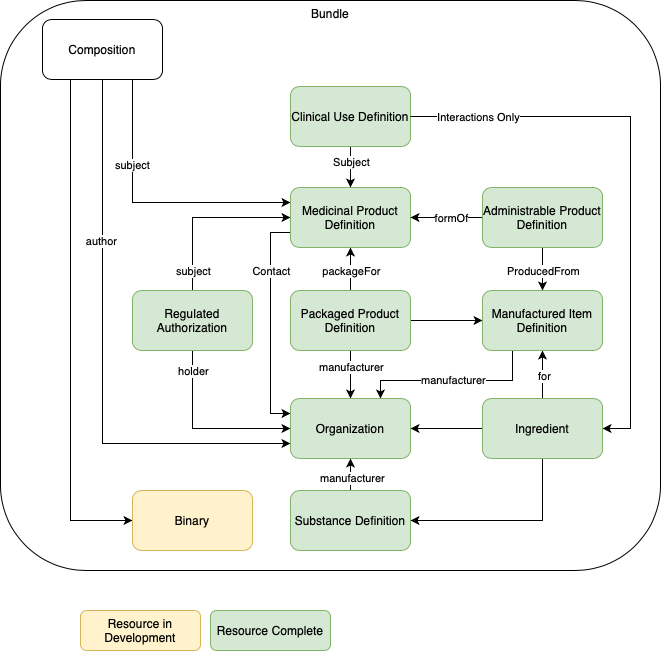 Bundle
Composition
Clinical Use Definition
Interactions Only
subject
Subject
Medicinal Product
Definition
formOf
Administrable Product
Definition
author
subject
Contact
packageFor
ProducedFrom
Regulated
Authorization
Packaged Product
Definition
Manufactured Item
Definition
holder
manufacturer
manufacturer
for
Organization
Ingredient
manufacturer
Binary
Substance Definition
Resource in
Development
Resource Complete